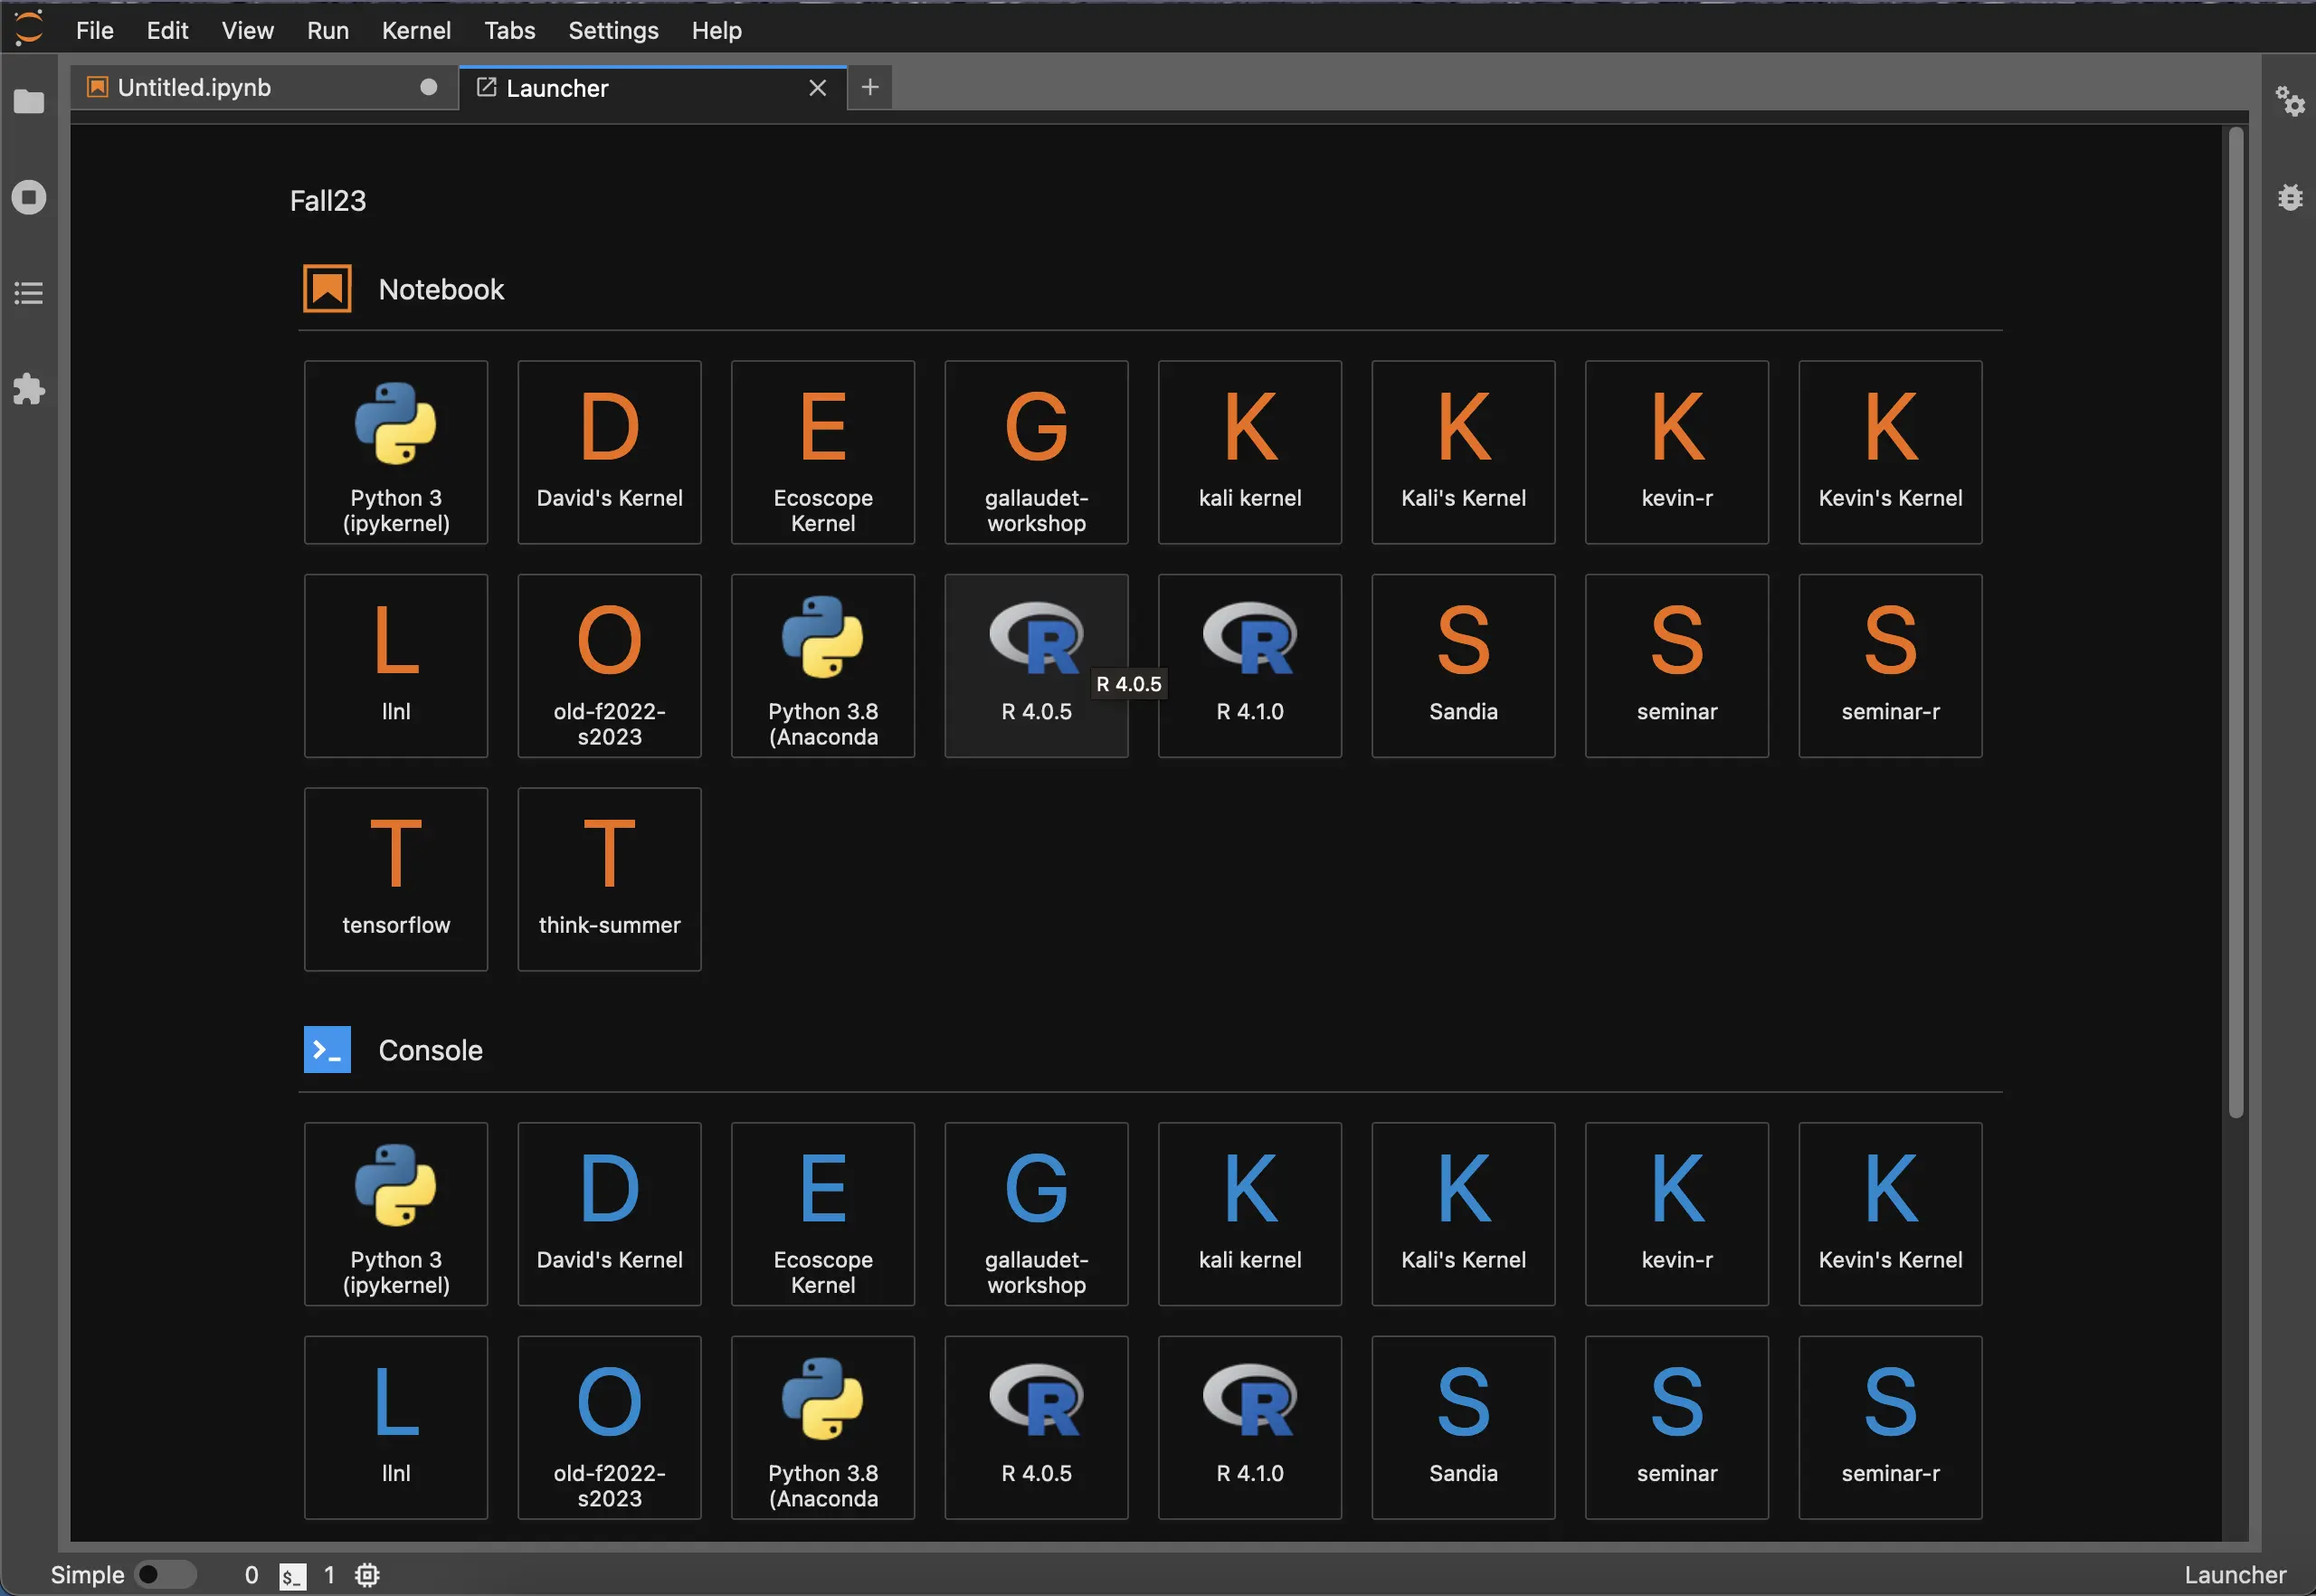 File Edit View Run Kernel Tabs Settings Help
Untitled.ipynb Launcher
Fall23
Notebook
D E G K K K K
Python 3 David's Kernel Ecoscope gallaudet- kali kernel Kali's Kernel kevin-r Kevin's Kernel
(ipykernel) Kernel workshop
L O R R S S S
R 4.0.5
llnl old-f2022- Python 3.8 R 4.0.5 R 4.1.0 Sandia seminar seminar-r
s2023 (Anaconda
T T
tensorflow think-summer
Console
D E G K K K K
Python 3 David's Kernel Ecoscope gallaudet- kali kernel Kali's Kernel kevin-r Kevin's Kernel
(ipykernel) Kernel workshop
L O R R S S S
llnl old-f2022- Python 3.8 R 4.0.5 R 4.1.0 Sandia seminar seminar-r
s2023 (Anaconda
Simple 0 $_ 1 Launcher